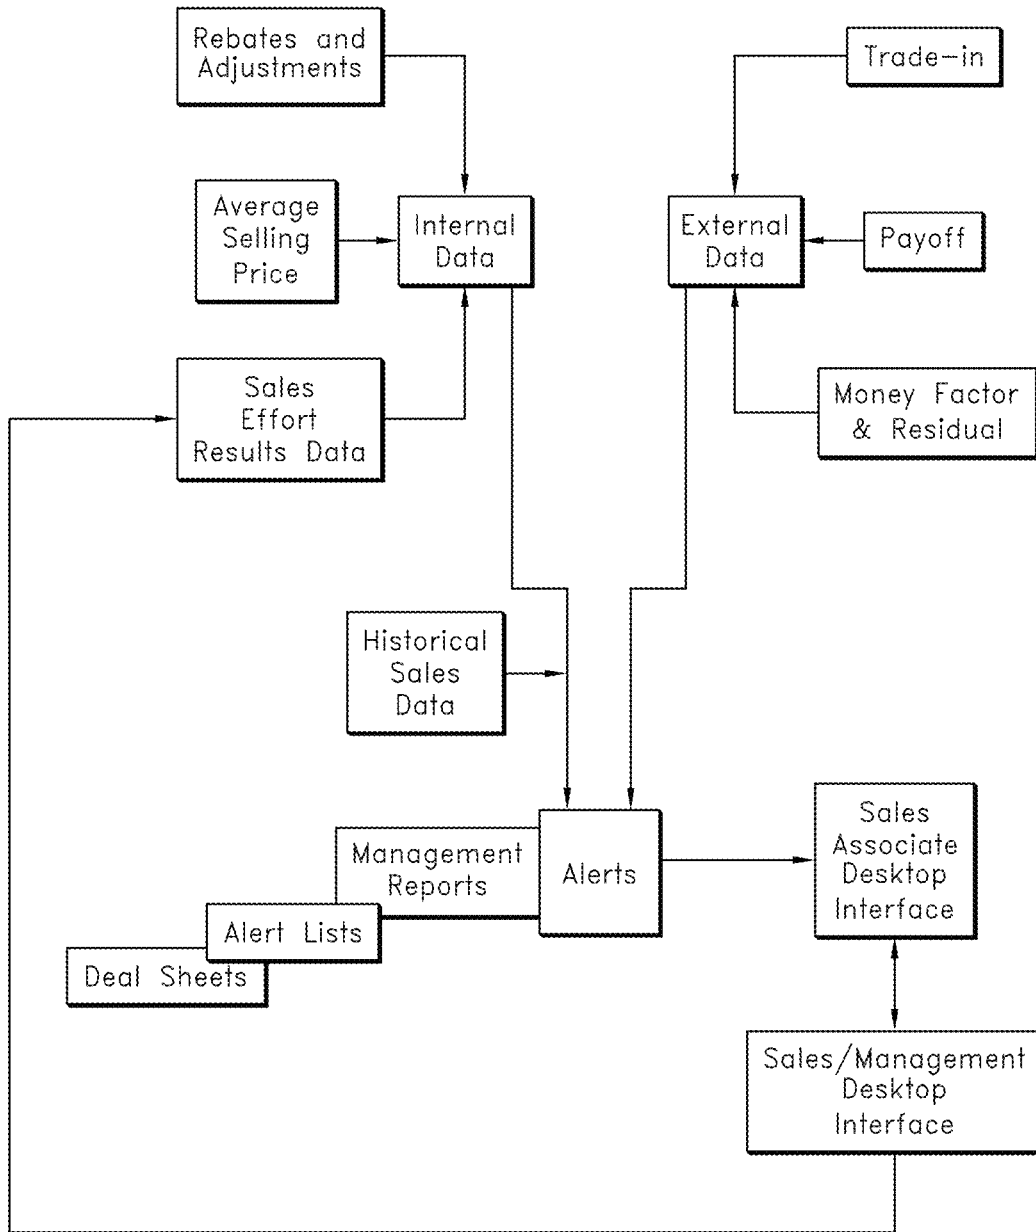 Rebates and
Adjustments
Trade-in
Average
Selling
Price
Internal
Data
External
Data
Payoff
Sales
Effort
Results Data
Money Factor
& Residual
Historical
Sales
Data
Management
Reports
Alerts
Sales
Associate
Desktop
Interface
Alert Lists
Deal Sheets
Sales/Management
Desktop
Interface